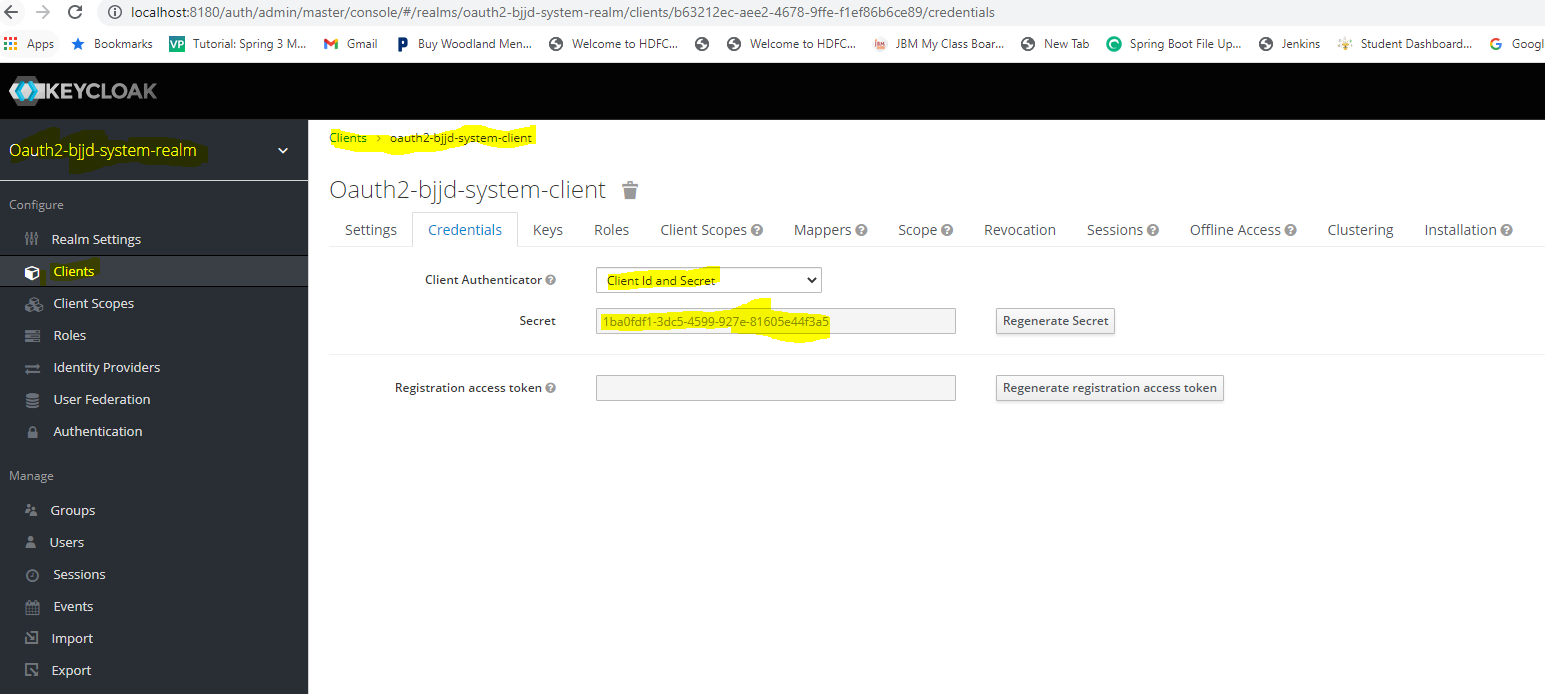 localhost:8180/auth/admin/master/console/#/realms/oauth2-bjjd-system-realm/clients/b63212ec-aee2-4678-9ffe-f1ef86b6ce89/credentials
Apps Bookmarks VP Tutorial: Spring 3 M... Gmail Buy Woodland Men... Welcome to HDFC... Welcome to HDFC... JBM My Class Boar... New Tab Spring Boot File Up... Jenkins Student Dashboard... Googl
KEYCLOAK
Oauth2-bjjd-system-realm
Configure
Realm Settings
Clients
Client Scopes
Roles
Identity Providers
User Federation
Authentication
Manage
Groups
Users
Sessions
Events
Import
Export
Clients > oauth2-bjjd-system-client
Oauth2-bjjd-system-client
Settings Credentials Keys Roles Client Scopes Mappers Scope Revocation Sessions Offline Access Clustering Installation
Client Authenticator Client Id and Secret
Secret 1ba0fdf1-3dc5-4599-927e-81605e44f3a5 Regenerate Secret
Registration access token Regenerate registration access token